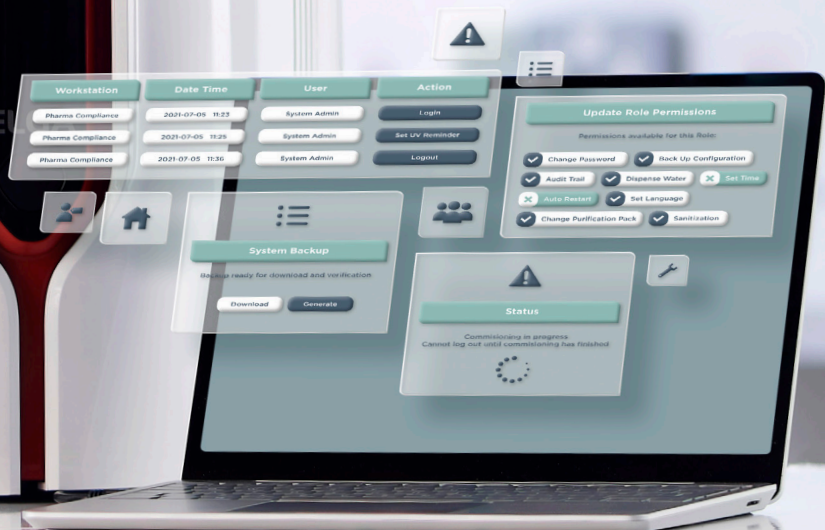 Workstation Date Time User Action
Pharma Compliance 2021-07-05 11:23 System Admin Login
Pharma Compliance 2021-07-05 11:25 System Admin Set UV Reminder
Pharma Compliance 2021-07-05 11:36 System Admin Logout
Update Role Permissions
Permissions available for this Role:
Change Password Back Up Configuration
Audit Trail Dispense Water Set Time
Auto Restart Set Language
Change Purification Pack Sanitization
System Backup
Backup ready for download and verification
Download Generate
Status
Commisioning in progress
Cannot log out until commisioning has finished